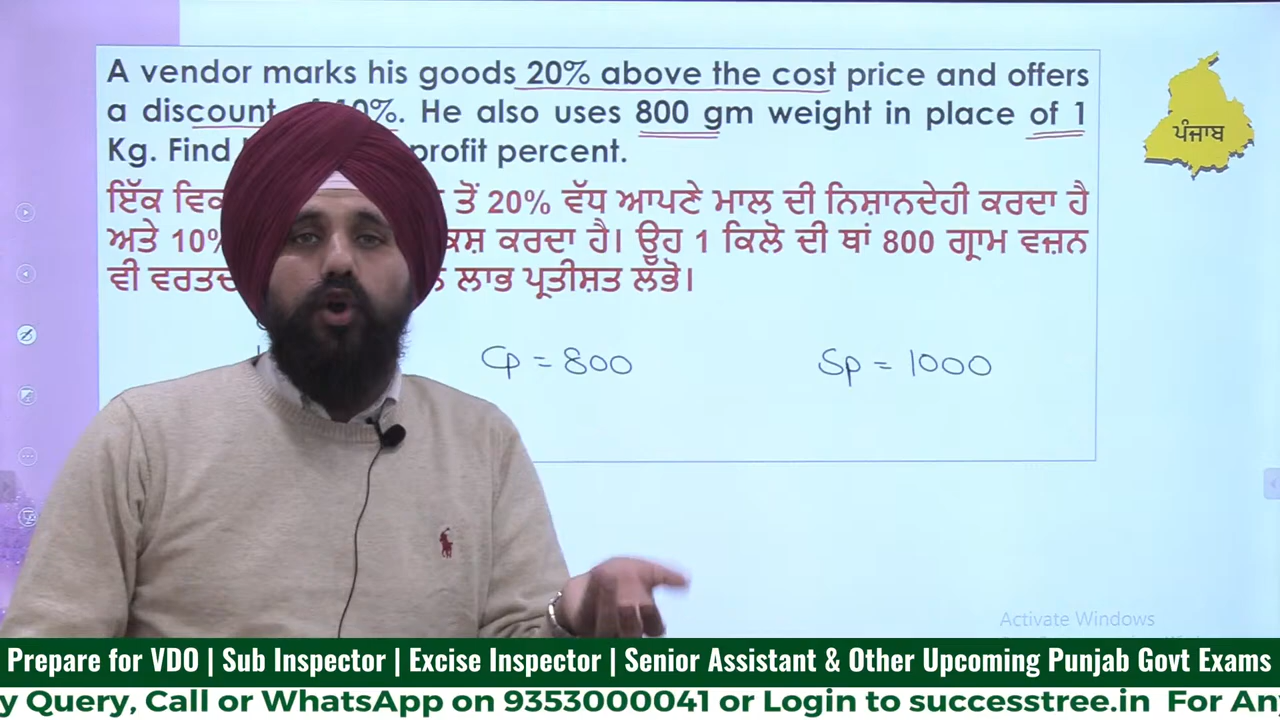 A vendor marks his goods 20% above the cost price and offers
a discount 10%. He also uses 800 gm weight in place of 1
Kg. Find profit percent.
ਪੰਜਾਬ
ਇੱਕ ਤੋਂ 20% ਵੱਧ ਆਪਣੇ ਮਾਲ ਦੀ ਨਿਸ਼ਾਨਦੇਹੀ ਕਰਦਾ ਹੈ
ਅਤੇ 10% ਕਰਦਾ ਹੈ। ਉਹ 1 ਕਿਲੋ ਦੀ ਥਾਂ 800 ਗ੍ਰਾਮ ਵਜ਼ਨ
ਵੀ ਲਾਭ ਪ੍ਰਤੀਸ਼ਤ ਲੱਭੋ।
Cp = 800
Sp = 1000
Activate Windows
Prepare for VDO | Sub Inspector | Excise Inspector | Senior Assistant & Other Upcoming Punjab Govt Exams
y Query, Call or WhatsApp on 9353000041 or Login to successtree.in For An